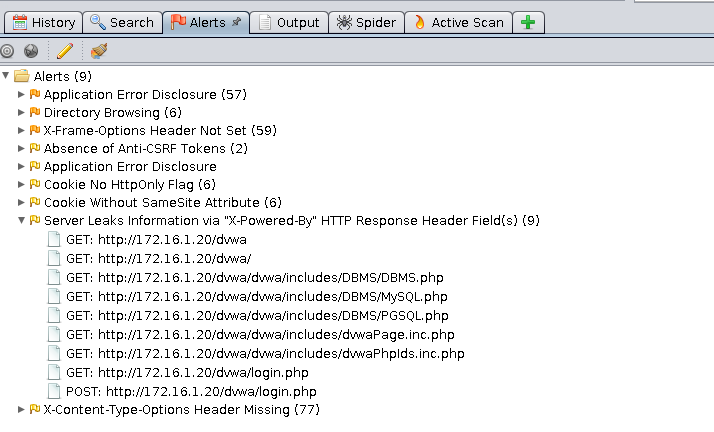 History Search Alerts Output Spider Active Scan
Alerts (9)
Application Error Disclosure (57)
Directory Browsing (6)
X-Frame-Options Header Not Set (59)
Absence of Anti-CSRF Tokens (2)
Application Error Disclosure
Cookie No HttpOnly Flag (6)
Cookie Without SameSite Attribute (6)
Server Leaks Information via "X-Powered-By" HTTP Response Header Field(s) (9)
GET: http://172.16.1.20/dvwa
GET: http://172.16.1.20/dvwa/
GET: http://172.16.1.20/dvwa/dvwa/includes/DBMS/DBMS.php
GET: http://172.16.1.20/dvwa/dvwa/includes/DBMS/MySQL.php
GET: http://172.16.1.20/dvwa/dvwa/includes/DBMS/PGSQL.php
GET: http://172.16.1.20/dvwa/dvwa/includes/dvwaPage.inc.php
GET: http://172.16.1.20/dvwa/dvwa/includes/dvwaPhpIds.inc.php
GET: http://172.16.1.20/dvwa/login.php
POST: http://172.16.1.20/dvwa/login.php
X-Content-Type-Options Header Missing (77)